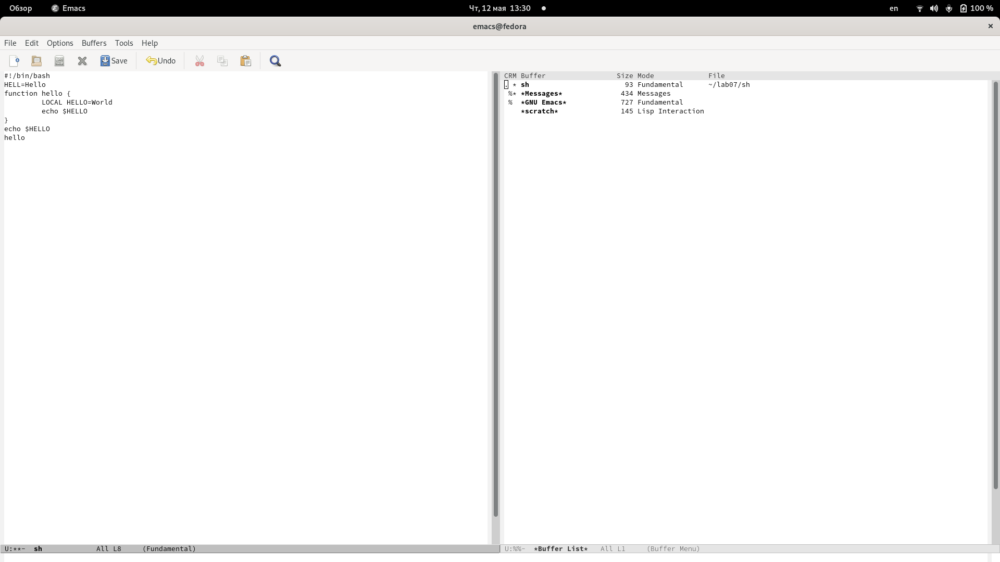 Обзор Emacs Чт, 12 мая 13:30 en 100 %
emacs@fedora
File Edit Options Buffers Tools Help
Save Undo
#!/bin/bash
HELL=Hello
function hello {
LOCAL HELLO=World
echo $HELLO
}
echo $HELLO
hello
U:**- sh All L8 (Fundamental)
CRM Buffer Size Mode File
. * sh 93 Fundamental ~/lab07/sh
%* *Messages* 434 Messages
% *GNU Emacs* 727 Fundamental
*scratch* 145 Lisp Interaction
U:%%- *Buffer List* All L1 (Buffer Menu)